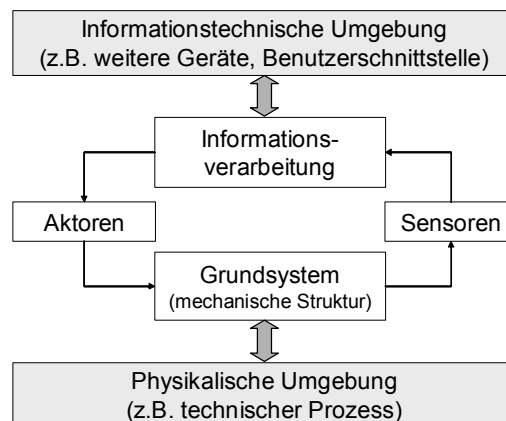 Informationstechnische Umgebung
(z.B. weitere Geräte, Benutzerschnittstelle)
Informations-
verarbeitung
Aktoren
Sensoren
Grundsystem
(mechanische Struktur)
Physikalische Umgebung
(z.B. technischer Prozess)